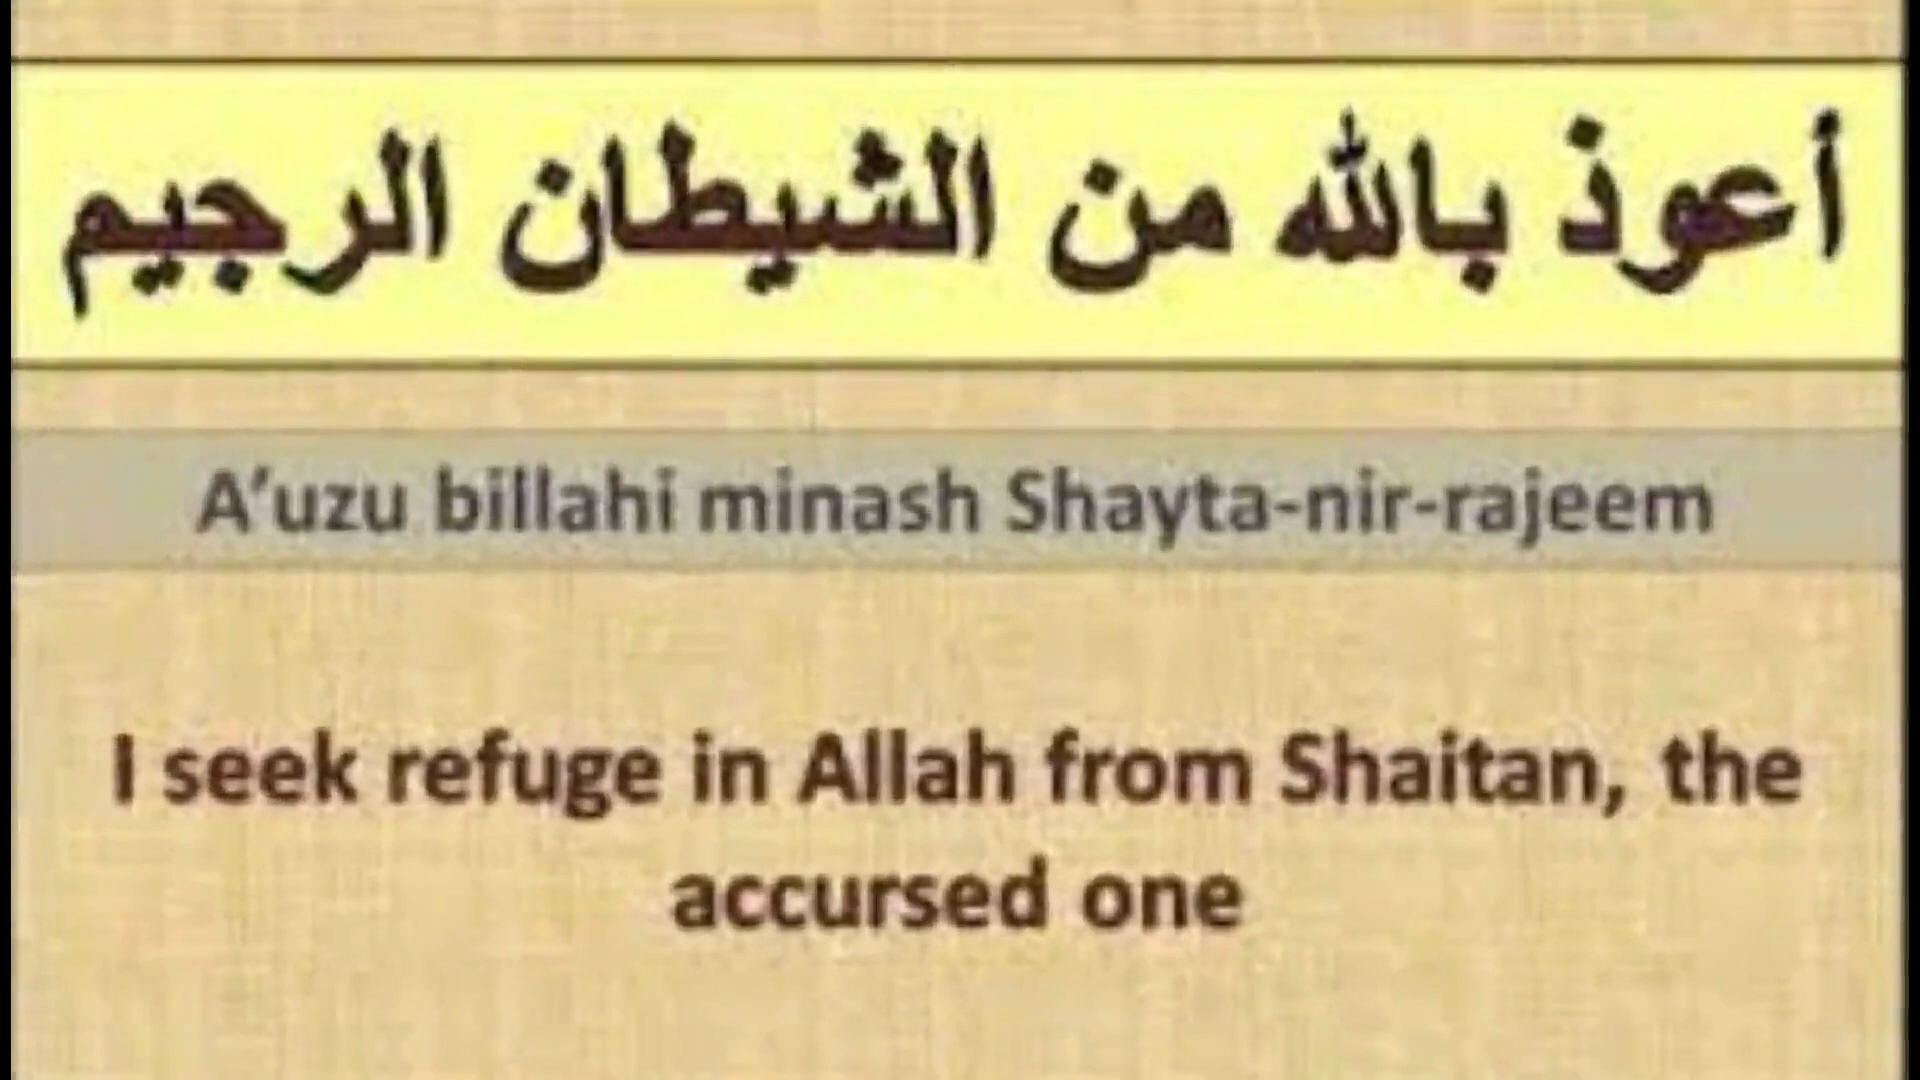 أعوذ بالله من الشيطان الرجيم
A’uzu billahi minash Shayta-nir-rajeem
I seek refuge in Allah from Shaitan, the
accursed one